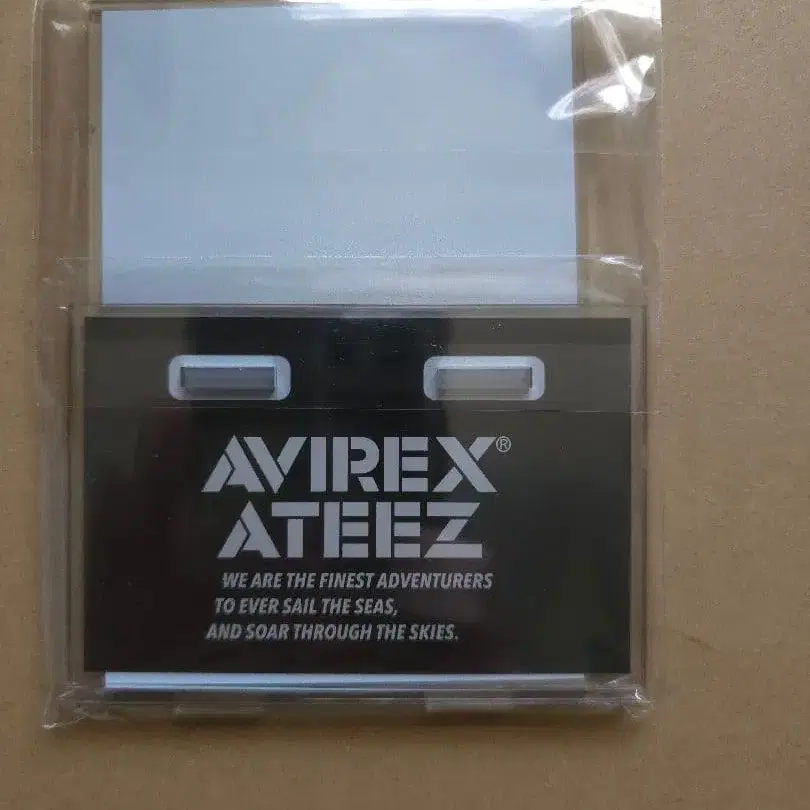 AVIREX®
ATEEZ
WE ARE THE FINEST ADVENTURERS
TO EVER SAIL THE SEAS,
AND SOAR THROUGH THE SKIES.